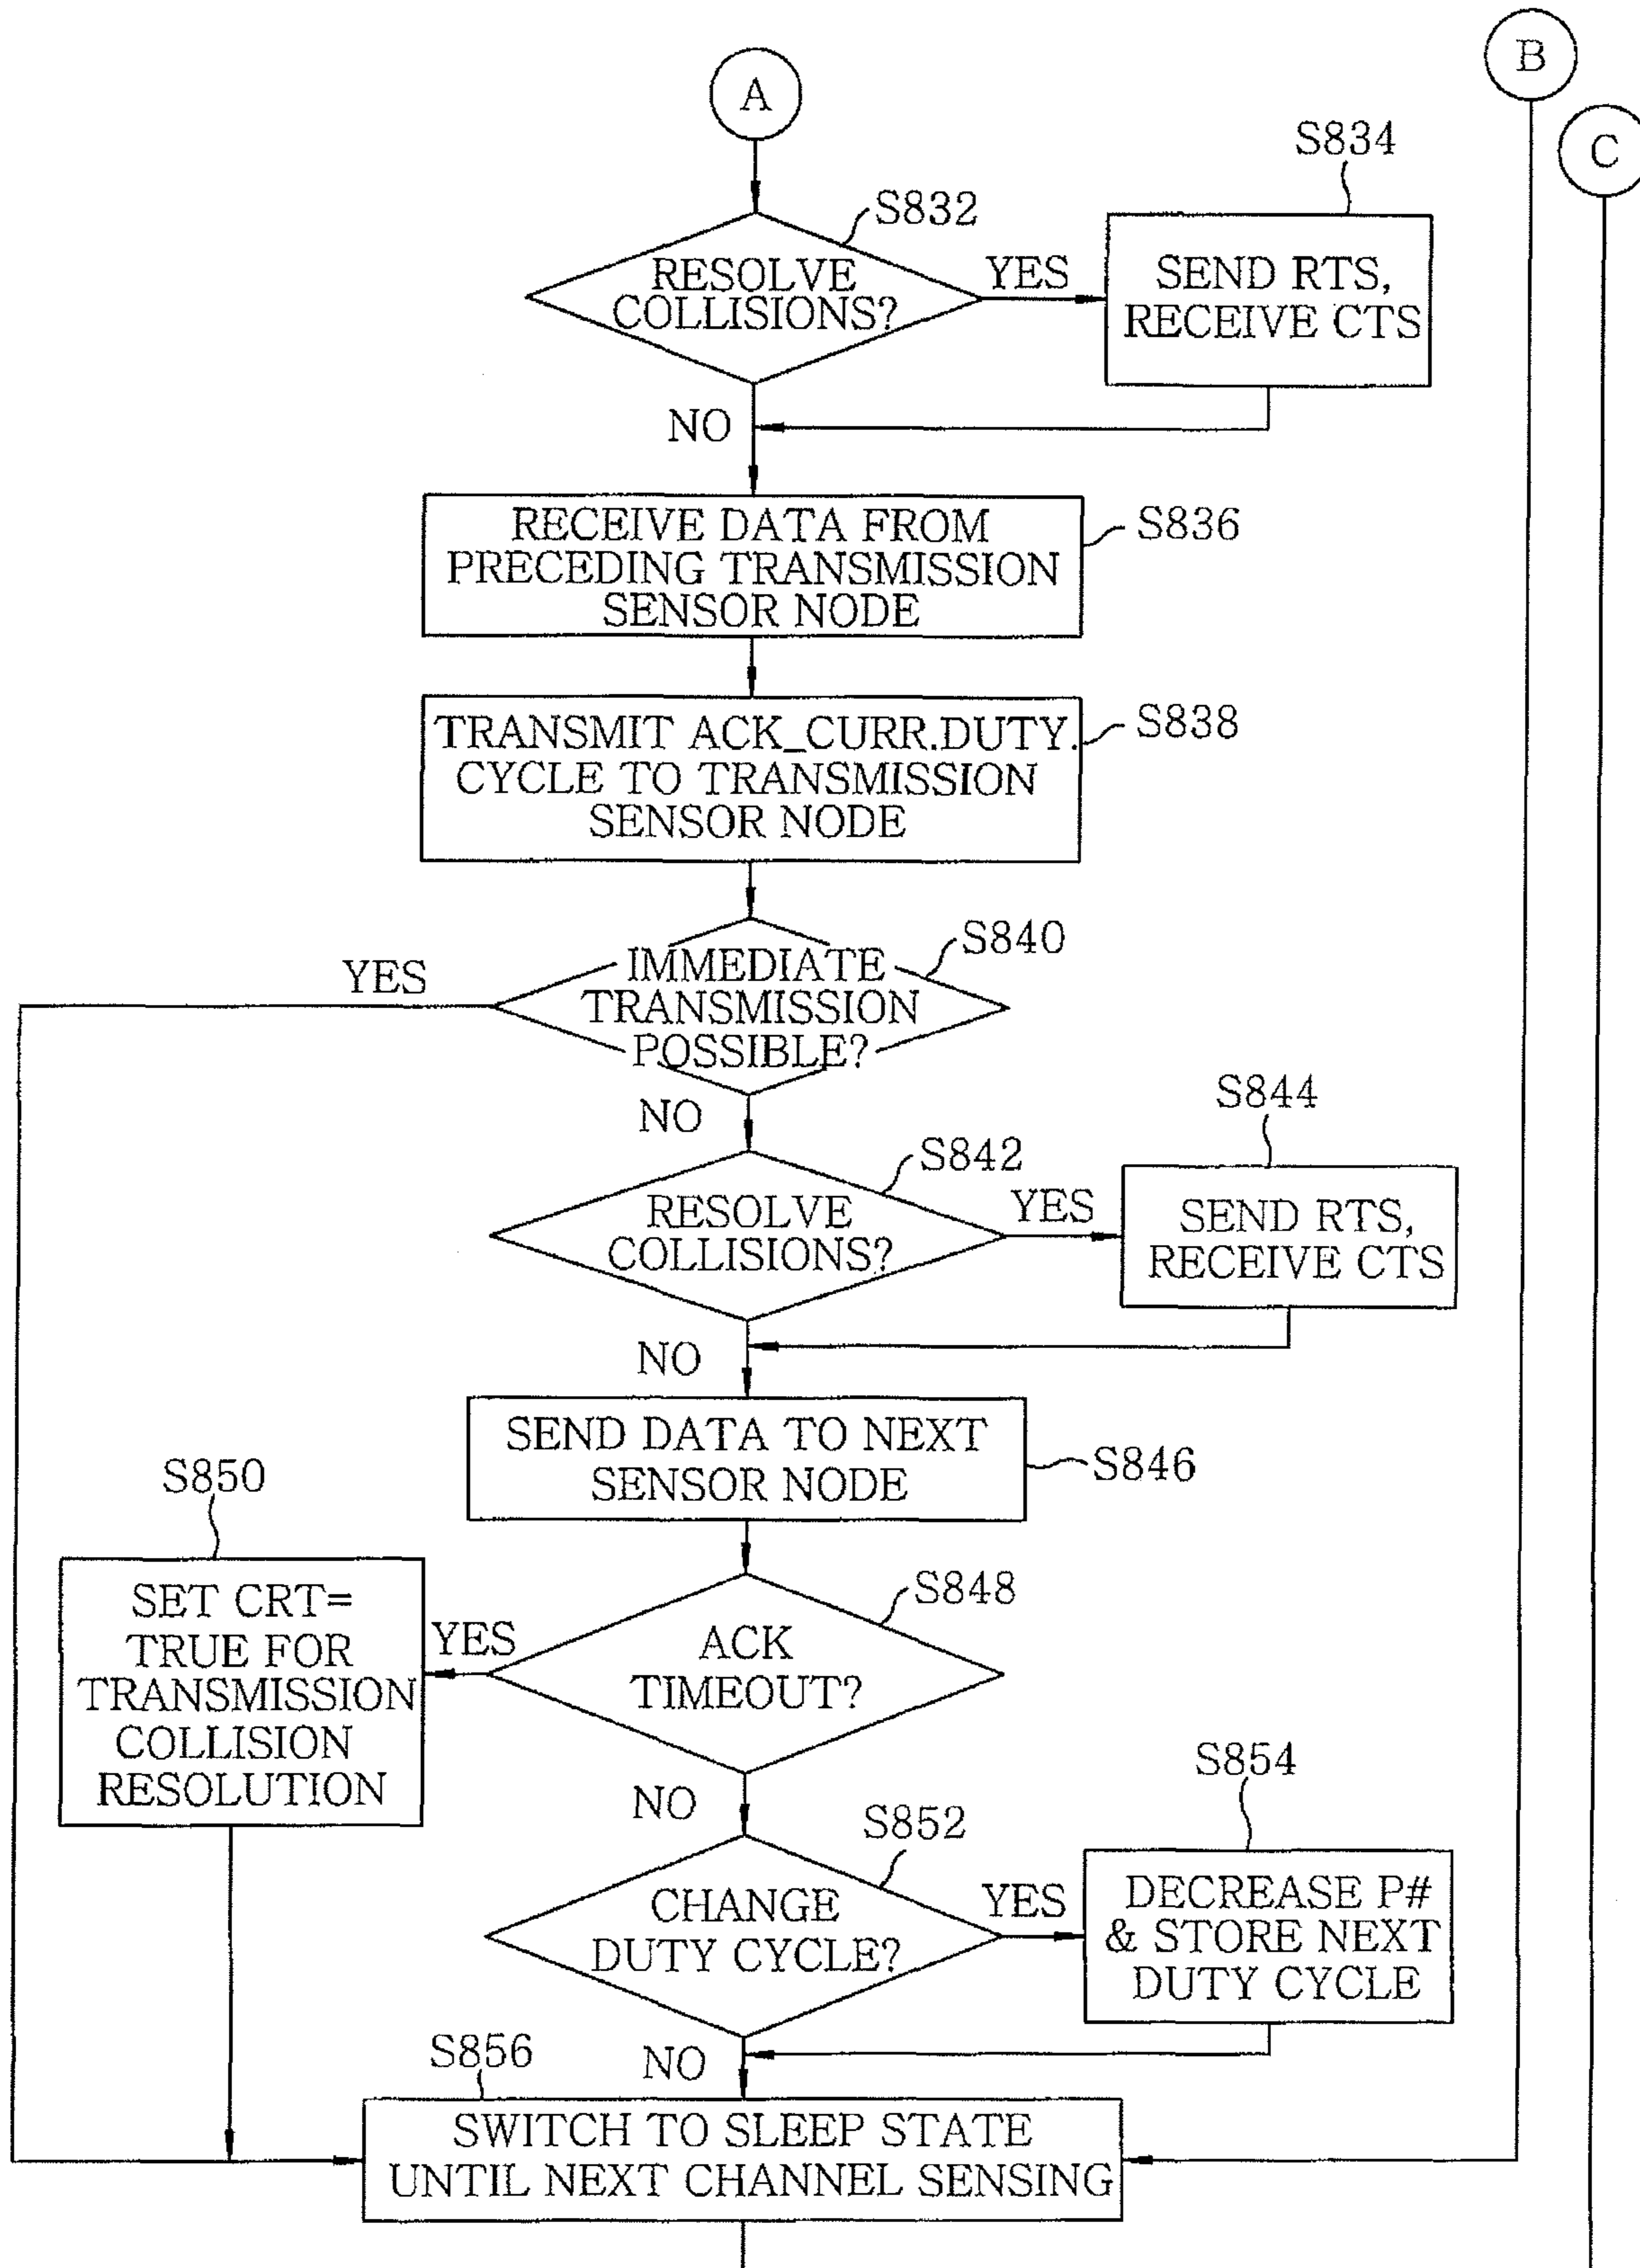 B
A
C
S834
S832
RESOLVE
COLLISIONS?
YES
SEND RTS,
RECEIVE CTS
NO
RECEIVE DATA FROM
PRECEDING TRANSMISSION
SENSOR NODE
S836
TRANSMIT ACK_CURR.DUTY.
CYCLE TO TRANSMISSION
SENSOR NODE
S838
S840
YES
IMMEDIATE
TRANSMISSION
POSSIBLE?
NO
S844
S842
RESOLVE
COLLISIONS?
YES
SEND RTS,
RECEIVE CTS
NO
SEND DATA TO NEXT
SENSOR NODE
S846
S850
SET CRT=
TRUE FOR
TRANSMISSION
COLLISION
RESOLUTION
YES
S848
ACK
TIMEOUT?
NO
S854
S852
CHANGE
DUTY CYCLE?
YES
DECREASE P#
& STORE NEXT
DUTY CYCLE
NO
S856
SWITCH TO SLEEP STATE
UNTIL NEXT CHANNEL SENSING